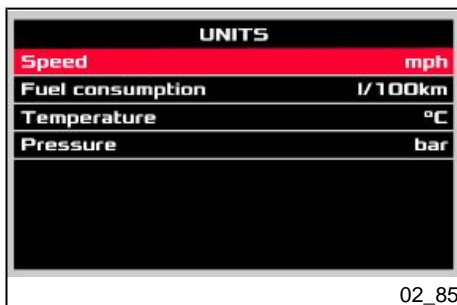 UNITS
Speed mph
Fuel consumption l/100km
Temperature °C
Pressure bar
02_85